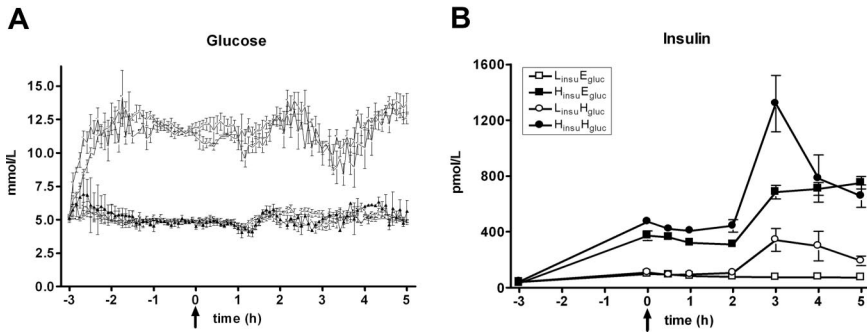 A
Glucose
mmol/L
15.0
12.5
10.0
7.5
5.0
2.5
0.0
-3 -2 -1 0 1 2 3 4 5
time (h)
B
Insulin
pmol/L
1600
1200
800
400
0
LinsuEgluc
HinsuEgluc
LinsuHgluc
HinsuHgluc
-3 -2 -1 0 1 2 3 4 5
time (h)